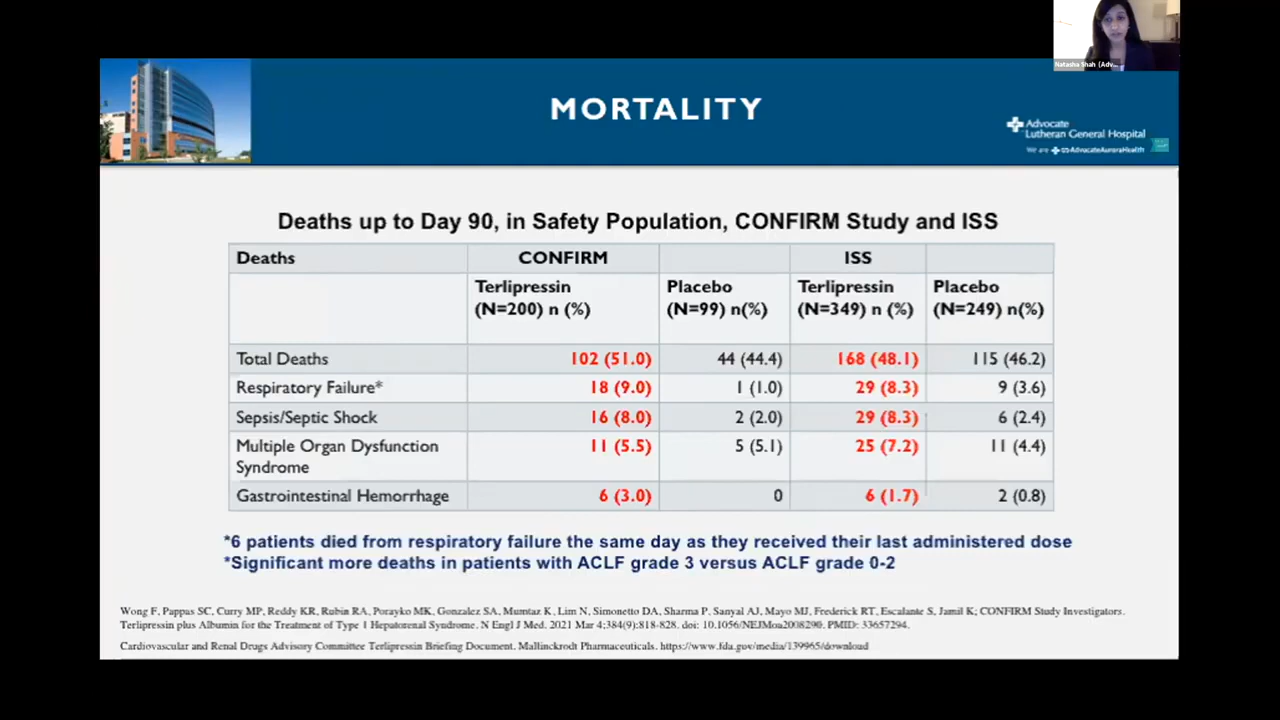 Natasha Shah (Adv...
MORTALITY
Advocate
Lutheran General Hospital
We are AdvocateAuroraHealth
Deaths up to Day 90, in Safety Population, CONFIRM Study and ISS
Deaths CONFIRM ISS
Terlipressin Placebo Terlipressin Placebo
(N=200) n (%) (N=99) n(%) (N=349) n (%) (N=249) n(%)
Total Deaths 102 (51.0) 44 (44.4) 168 (48.1) 115 (46.2)
Respiratory Failure* 18 (9.0) 1 (1.0) 29 (8.3) 9 (3.6)
Sepsis/Septic Shock 16 (8.0) 2 (2.0) 29 (8.3) 6 (2.4)
Multiple Organ Dysfunction 11 (5.5) 5 (5.1) 25 (7.2) 11 (4.4)
Syndrome
Gastrointestinal Hemorrhage 6 (3.0) 0 6 (1.7) 2 (0.8)
*6 patients died from respiratory failure the same day as they received their last administered dose
*Significant more deaths in patients with ACLF grade 3 versus ACLF grade 0-2
Wong F, Pappus SC, Curry MP, Reddy KR, Rubin RA, Porayko MK, Gonzalez SA, Mumtaz K, Lim N, Simonetto DA, Sharma P, Sanyal AJ, Mayo MJ, Frederick RT, Escalante S, Jamil K; CONFIRM Study Investigators.
Terlipressin plus Albumin for the Treatment of Type 1 Hepatorenal Syndrome. N Engl J Med. 2021 Mar 4;384(9):818-828. doi: 10.1056/NEJMoa2008290. PMID: 33657294.
Cardiovascular and Renal Drugs Advisory Committee Terlipressin Briefing Document. Mallinckrodt Pharmaceuticals. https://www.fda.gov/media/139965/download